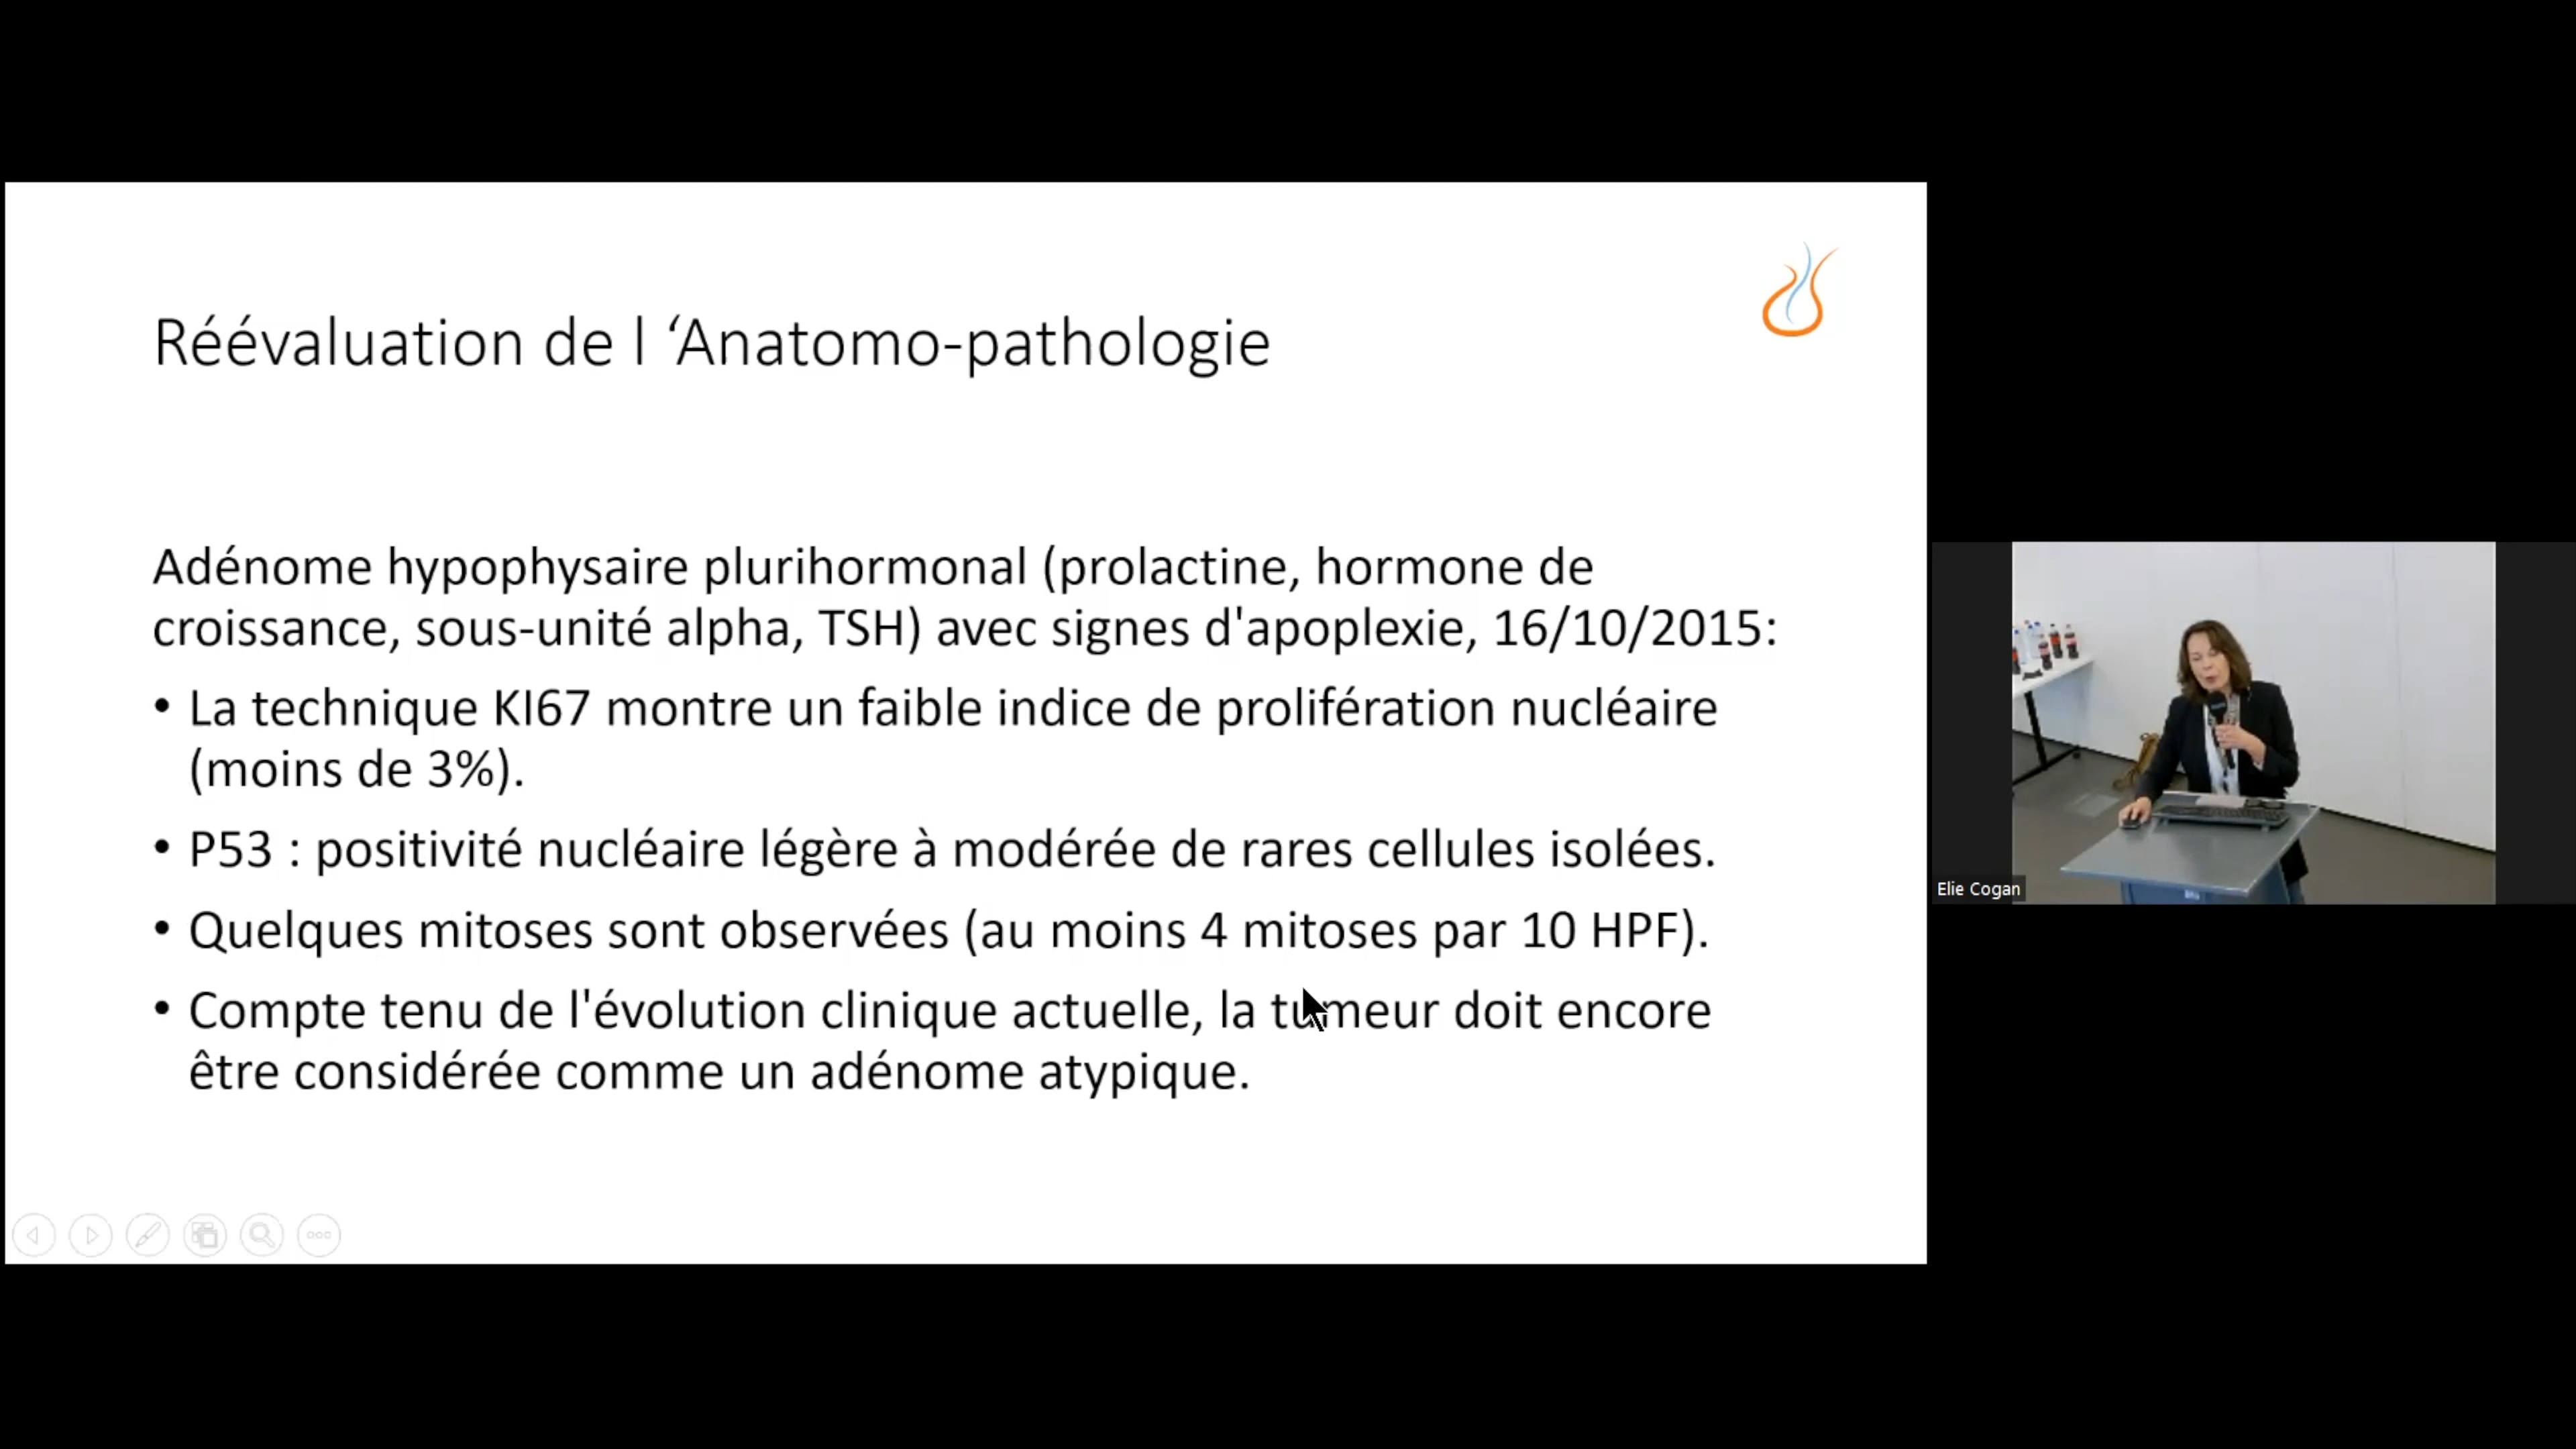 Réévaluation de l ‘Anatomo-pathologie
Adénome hypophysaire plurihormonal (prolactine, hormone de
croissance, sous-unité alpha, TSH) avec signes d'apoplexie, 16/10/2015:
• La technique KI67 montre un faible indice de prolifération nucléaire
(moins de 3%).
• P53 : positivité nucléaire légère à modérée de rares cellules isolées.
• Quelques mitoses sont observées (au moins 4 mitoses par 10 HPF).
• Compte tenu de l'évolution clinique actuelle, la tumeur doit encore
être considérée comme un adénome atypique.
Elie Cogan